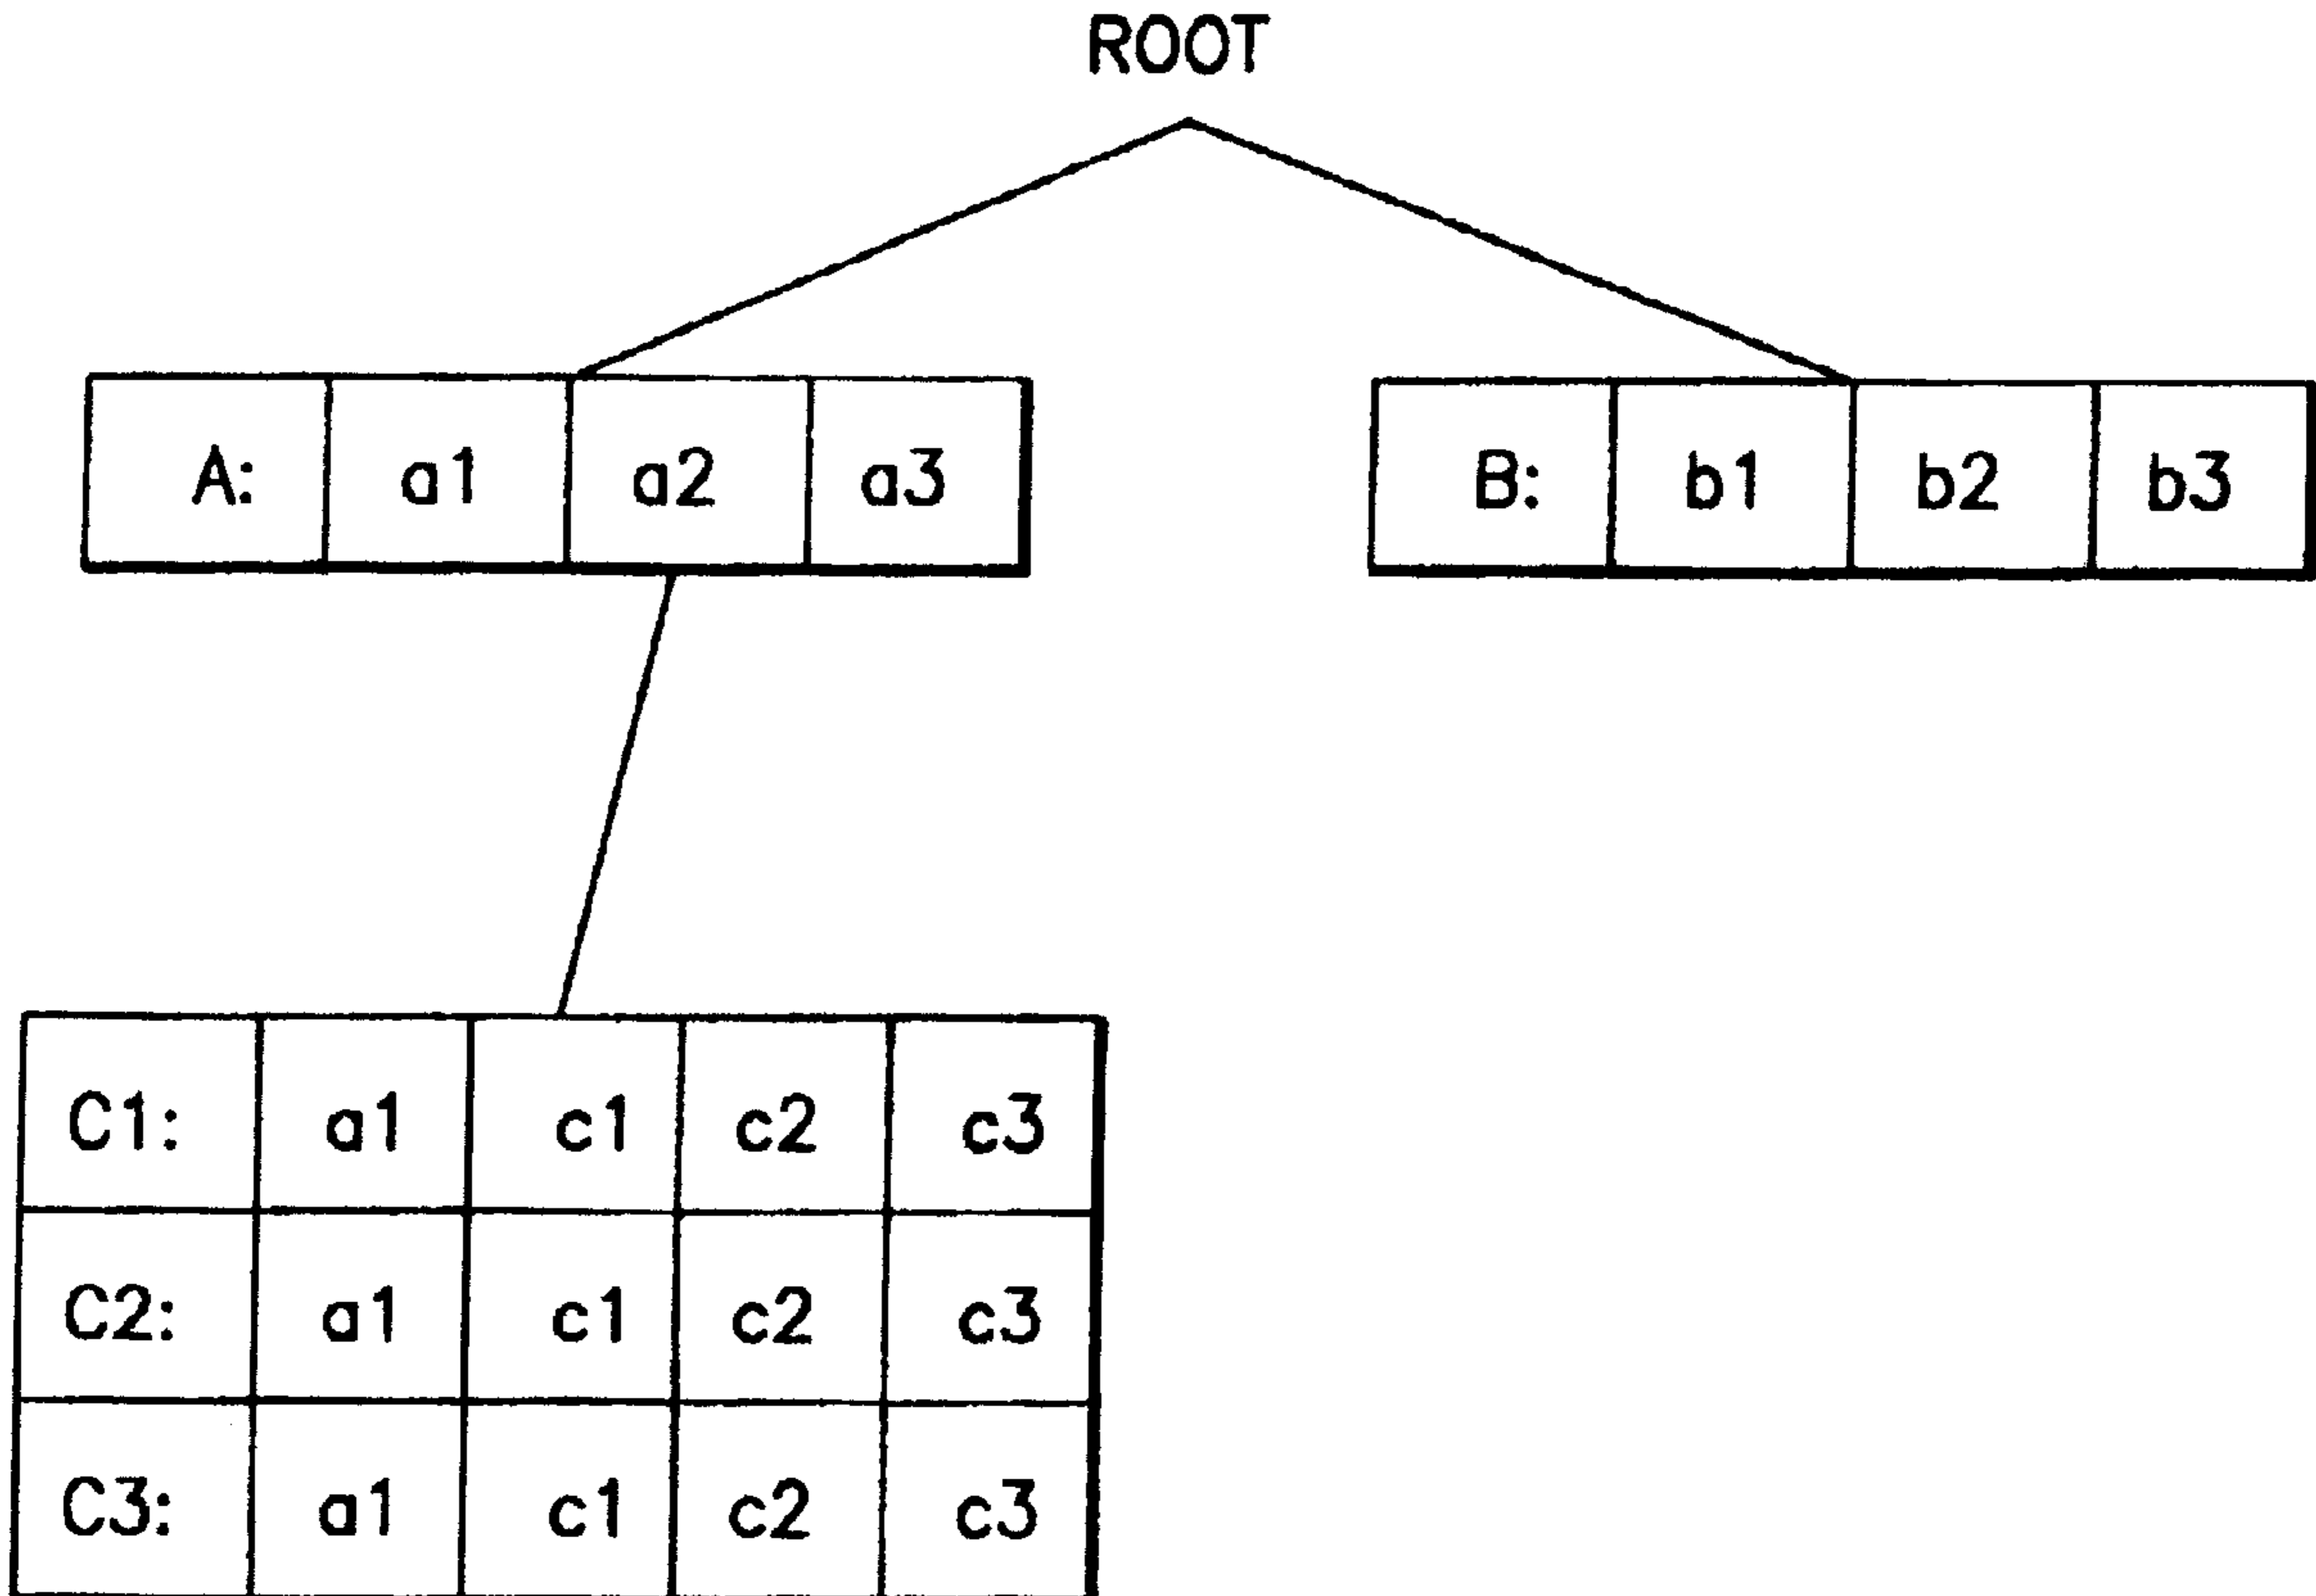 ROOT
A: a1 a2 a3 B: b1 b2 b3
C1: a1 c1 c2 c3
C2: a1 c1 c2 c3
C3: a1 c1 c2 c3